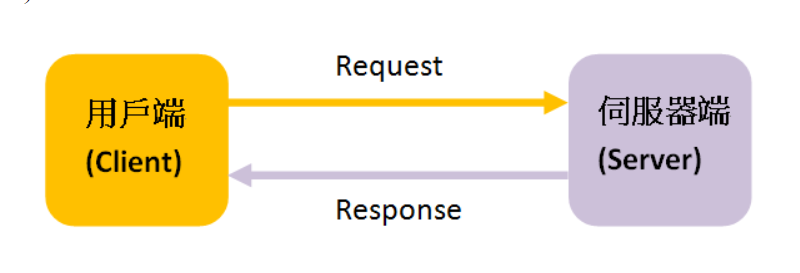 Request
用戶端
(Client)
伺服器端
(Server)
Response